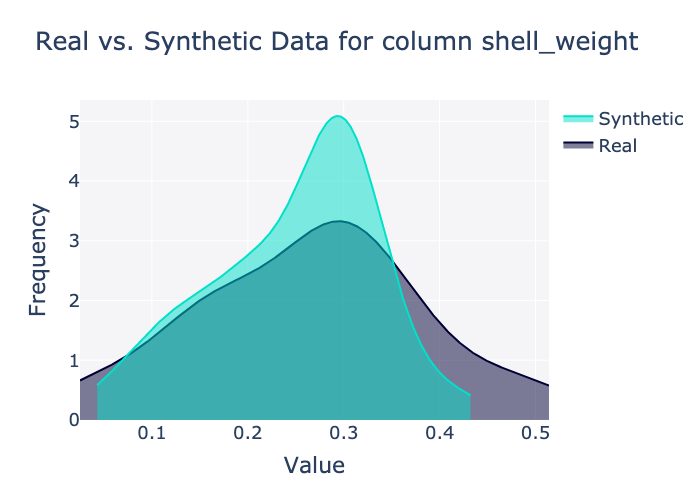 Real vs. Synthetic Data for column shell_weight
Synthetic
Real
Frequency
5
4
3
2
1
0
0.1 0.2 0.3 0.4 0.5
Value